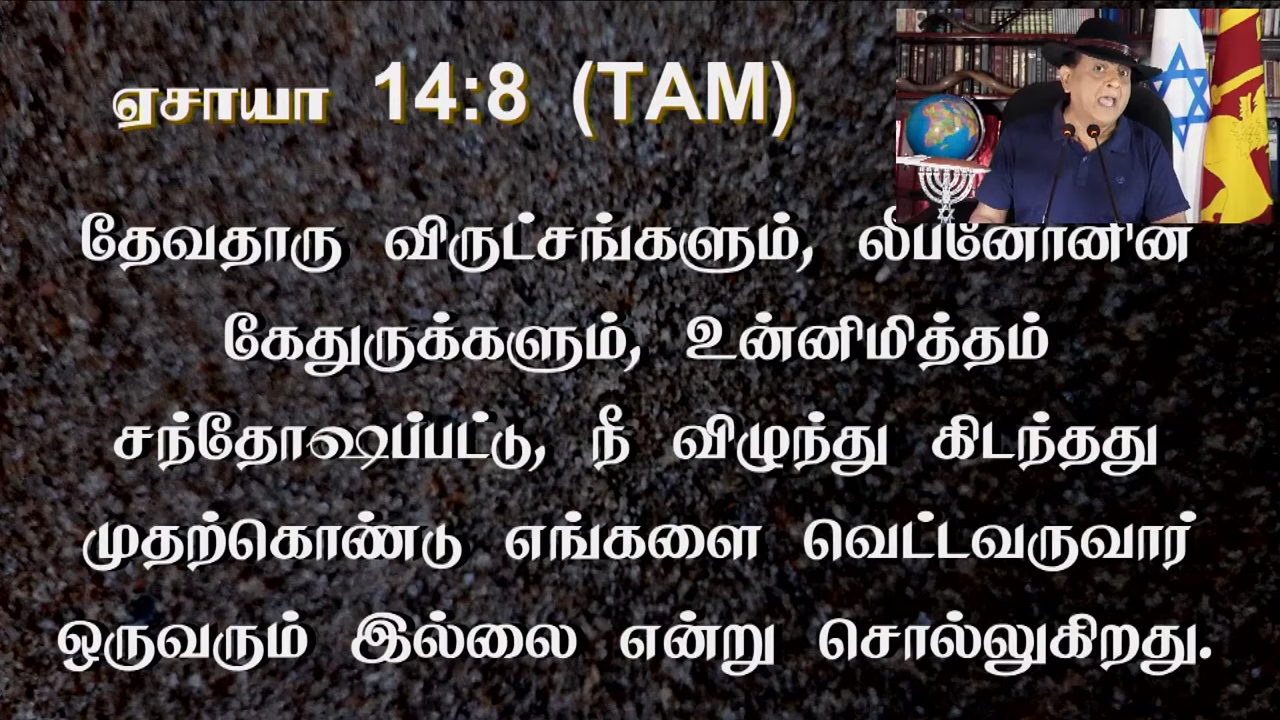 ஏசாயா 14:8 (TAM)
தேவதாரு விருட்சங்களும், லீபனோனின்
கேதுருக்களும், உன்னிமித்தம்
சந்தோஷப்பட்டு, நீ விழுந்து கிடந்தது
முதற்கொண்டு எங்களை வெட்டவருவார்
ஒருவரும் இல்லை என்று சொல்லுகிறது.